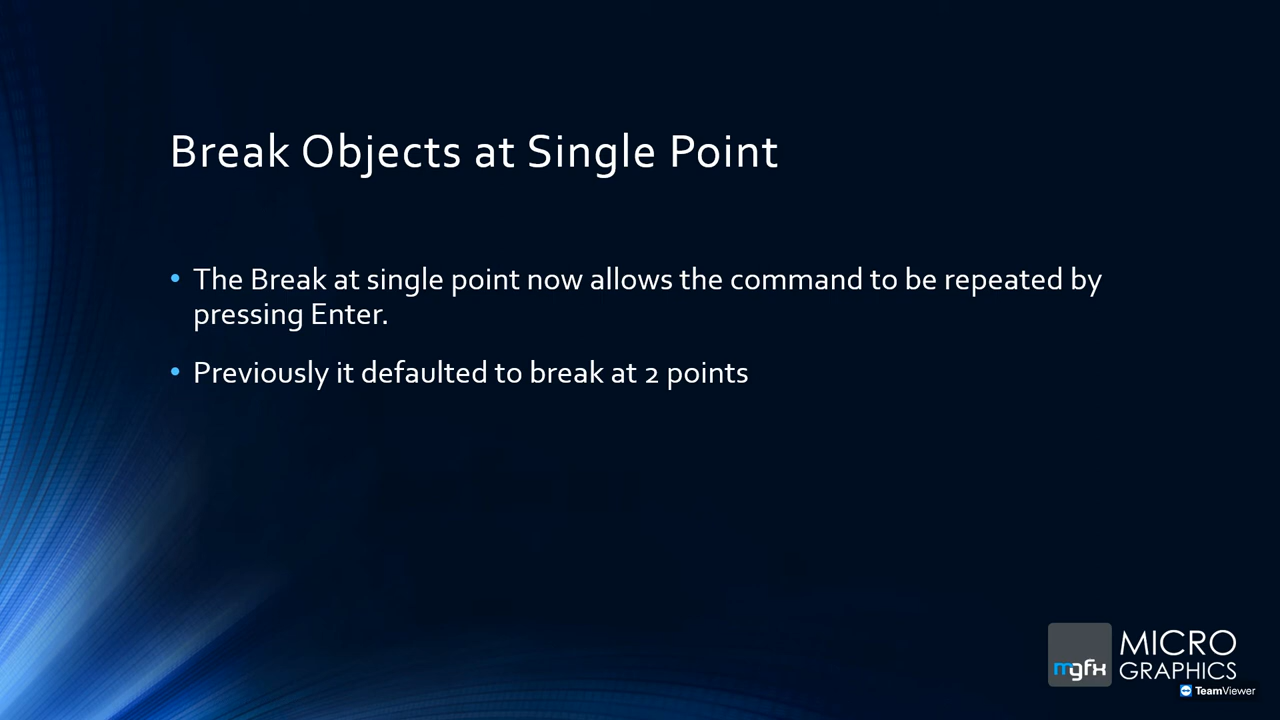 Break Objects at Single Point
• The Break at single point now allows the command to be repeated by
pressing Enter.
• Previously it defaulted to break at 2 points
mgfx
MICRO
GRAPHICS
TeamViewer